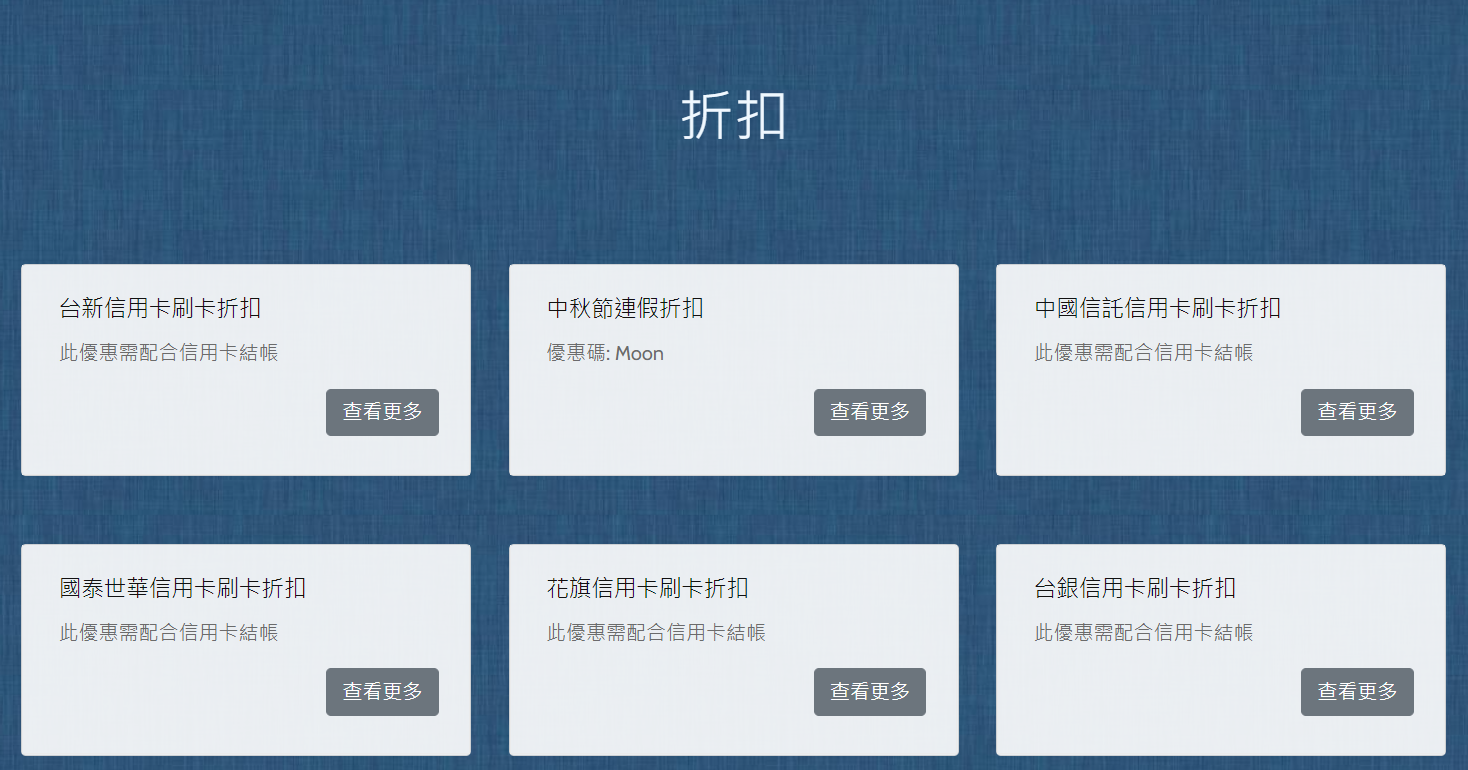 折扣
台新信用卡刷卡折扣
此優惠需配合信用卡結帳
查看更多
中秋節連假折扣
優惠碼: Moon
查看更多
中國信託信用卡刷卡折扣
此優惠需配合信用卡結帳
查看更多
國泰世華信用卡刷卡折扣
此優惠需配合信用卡結帳
查看更多
花旗信用卡刷卡折扣
此優惠需配合信用卡結帳
查看更多
台銀信用卡刷卡折扣
此優惠需配合信用卡結帳
查看更多